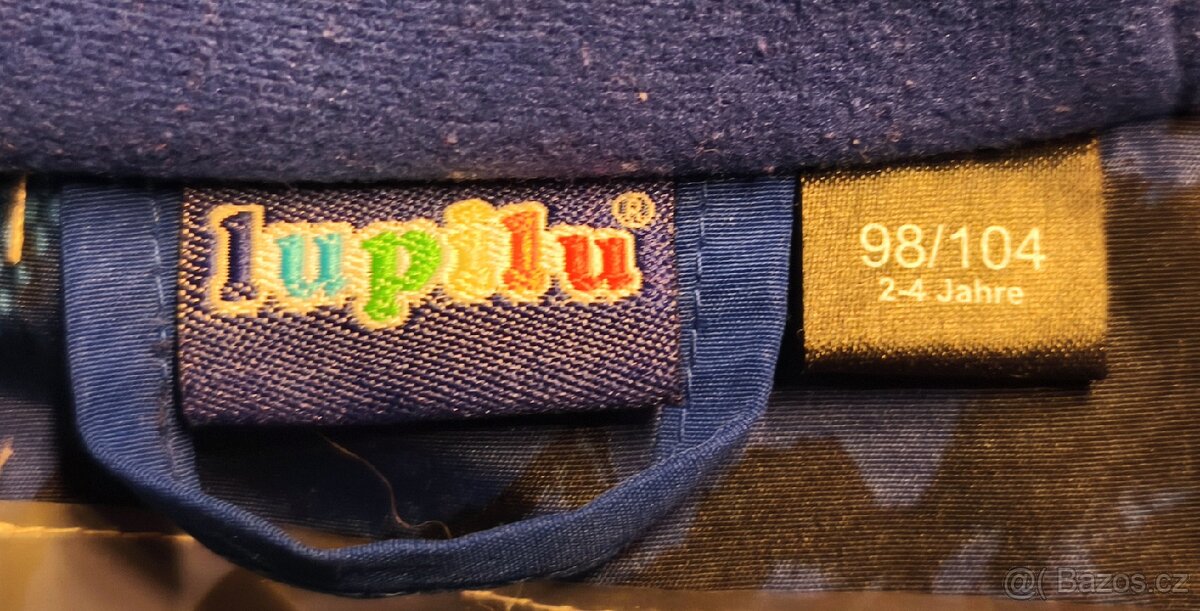 lupilu®
98/104
2-4 Jahre
@( Bazos.cz